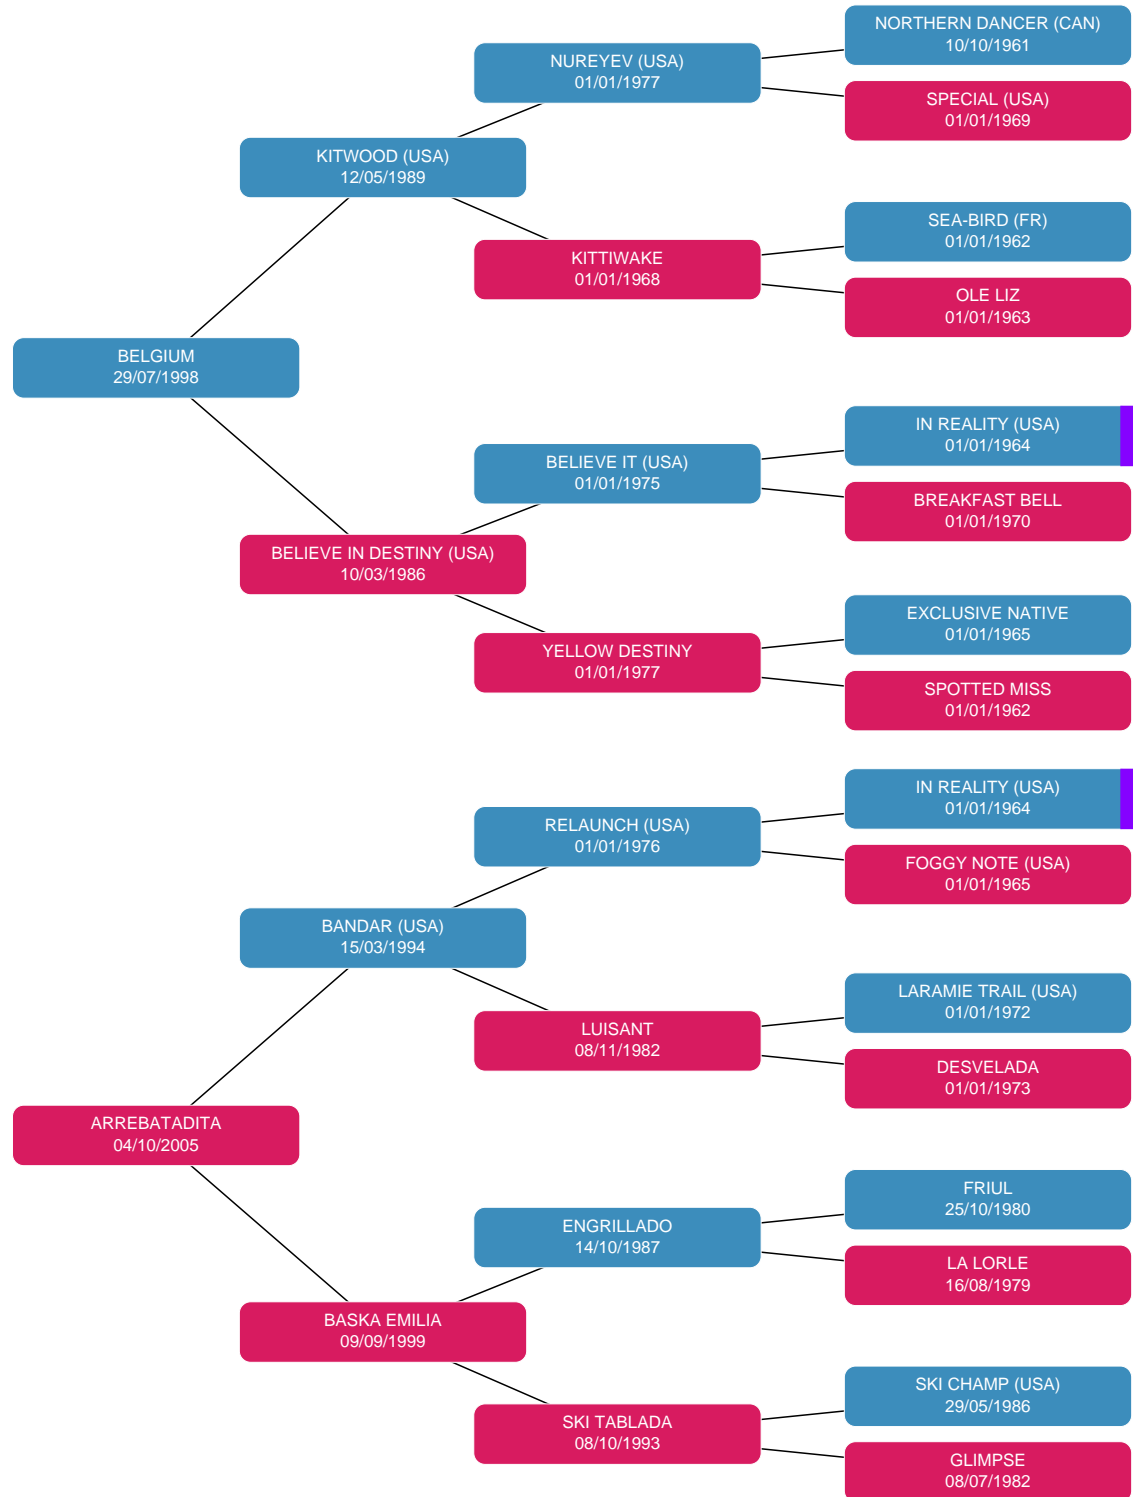 NORTHERN DANCER (CAN)
10/10/1961
NUREYEV (USA)
01/01/1977
SPECIAL (USA)
01/01/1969
KITWOOD (USA)
12/05/1989
SEA-BIRD (FR)
01/01/1962
KITTIWAKE
01/01/1968
OLE LIZ
01/01/1963
BELGIUM
29/07/1998
IN REALITY (USA)
01/01/1964
BELIEVE IT (USA)
01/01/1975
BREAKFAST BELL
01/01/1970
BELIEVE IN DESTINY (USA)
10/03/1986
EXCLUSIVE NATIVE
01/01/1965
YELLOW DESTINY
01/01/1977
SPOTTED MISS
01/01/1962
IN REALITY (USA)
01/01/1964
RELAUNCH (USA)
01/01/1976
FOGGY NOTE (USA)
01/01/1965
BANDAR (USA)
15/03/1994
LARAMIE TRAIL (USA)
01/01/1972
LUISANT
08/11/1982
DESVELADA
01/01/1973
ARREBATADITA
04/10/2005
FRIUL
25/10/1980
ENGRILLADO
14/10/1987
LA LORLE
16/08/1979
BASKA EMILIA
09/09/1999
SKI CHAMP (USA)
29/05/1986
SKI TABLADA
08/10/1993
GLIMPSE
08/07/1982